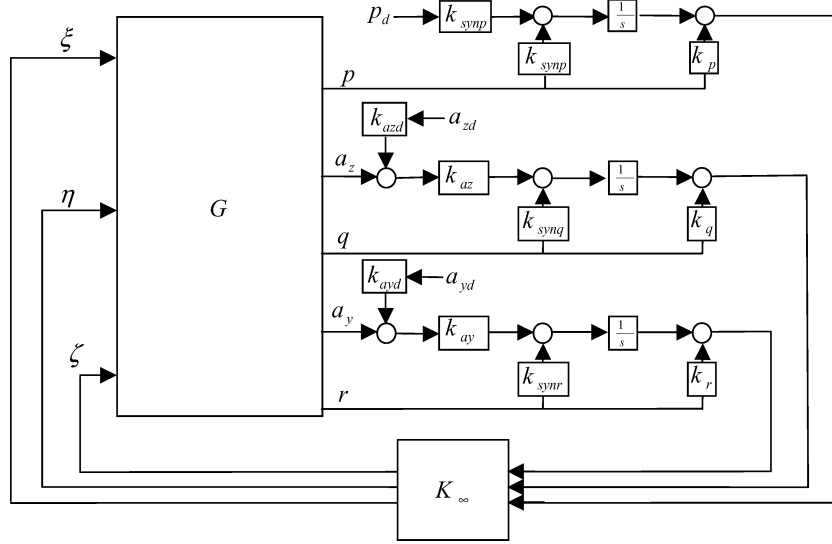 p_d k_synp 1/s
ξ k_synp k_p
p
k_azd a_zd
a_z k_az 1/s
η G k_synq k_q
q
k_ayd a_yd
a_y k_ay 1/s
ζ k_synr k_r
r
K_∞